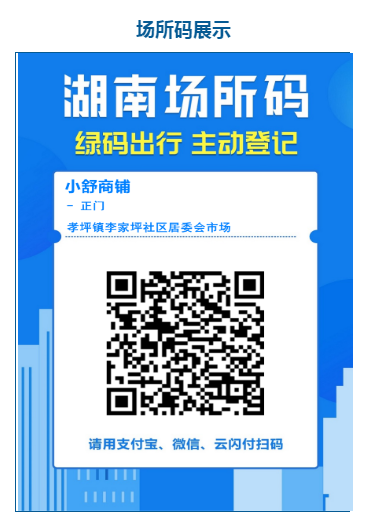 场所码展示
湖南场所码
绿码出行 主动登记
小舒商铺
- 正门
孝坪镇李家坪社区居委会市场
请用支付宝、微信、云闪付扫码